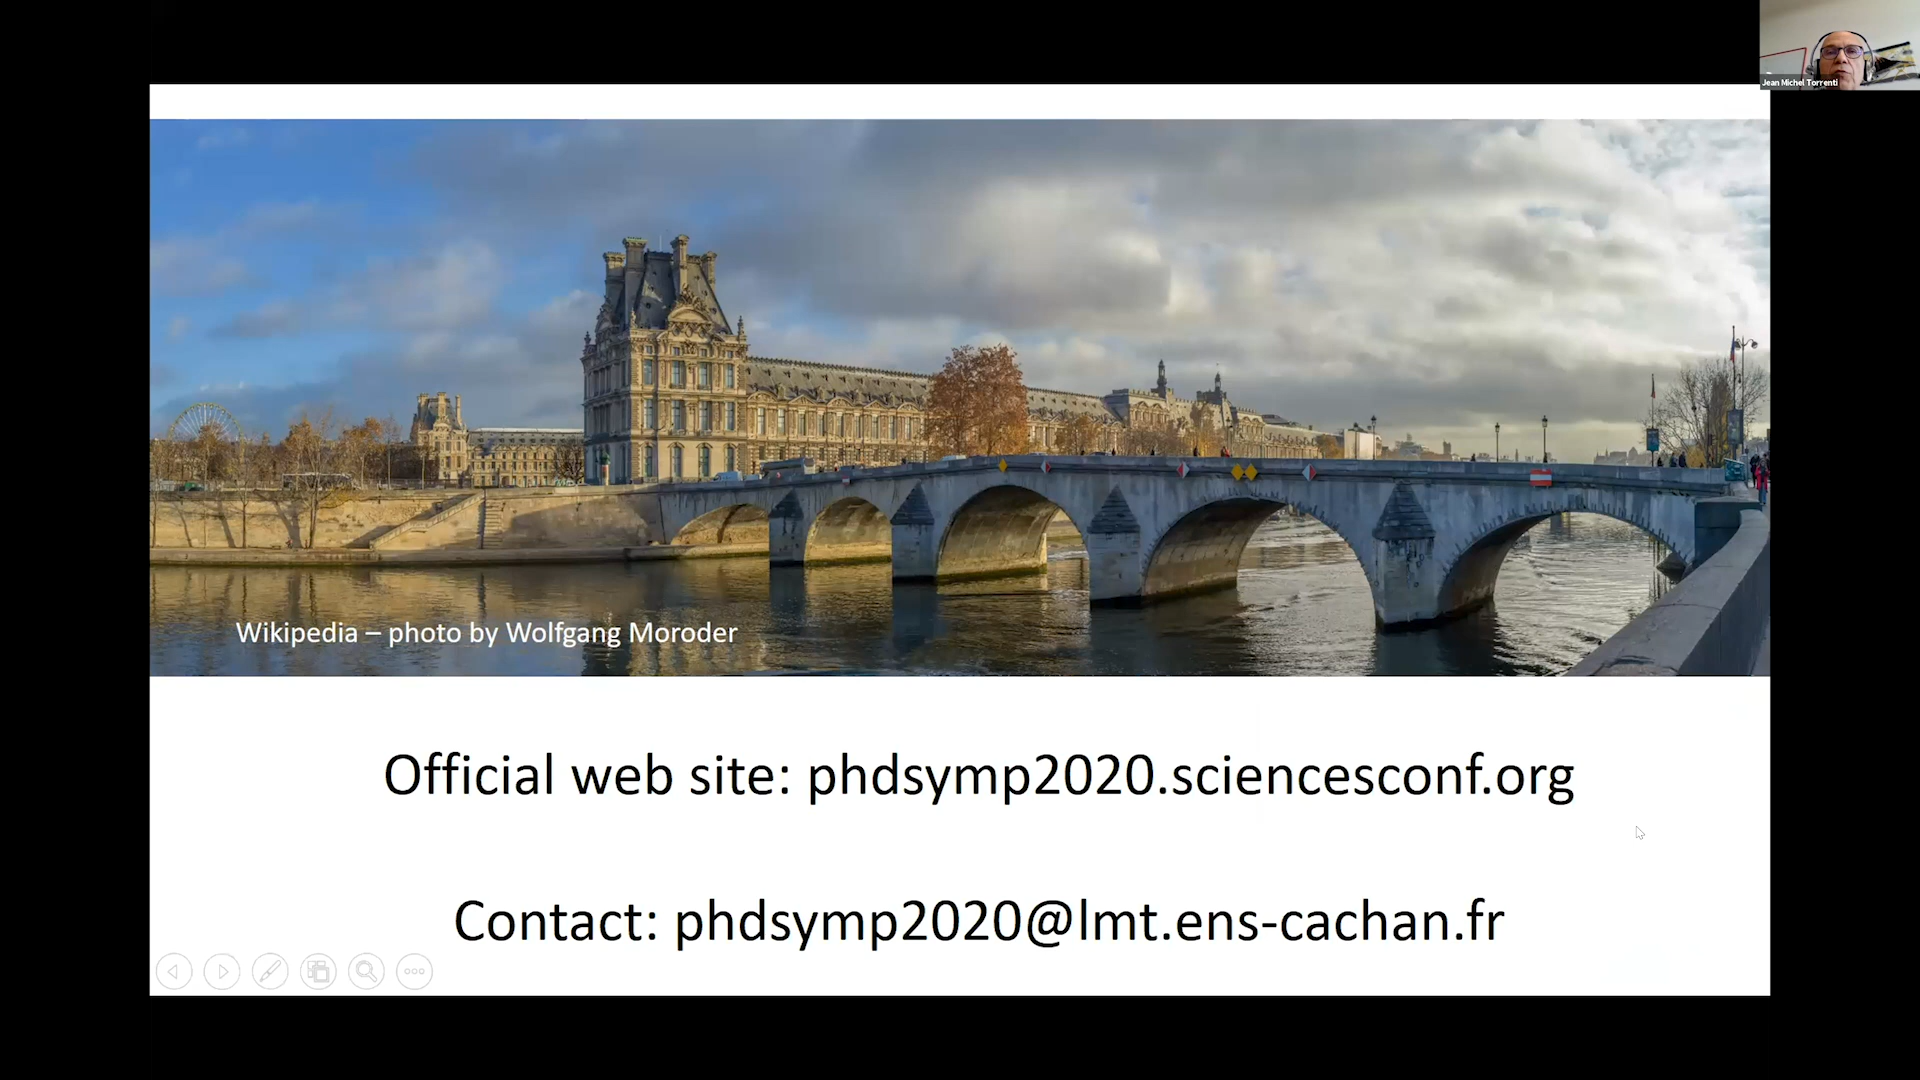 Jean Michel Torrenti
Wikipedia – photo by Wolfgang Moroder
Official web site: phdsymp2020.sciencesconf.org
Contact: phdsymp2020@lmt.ens-cachan.fr